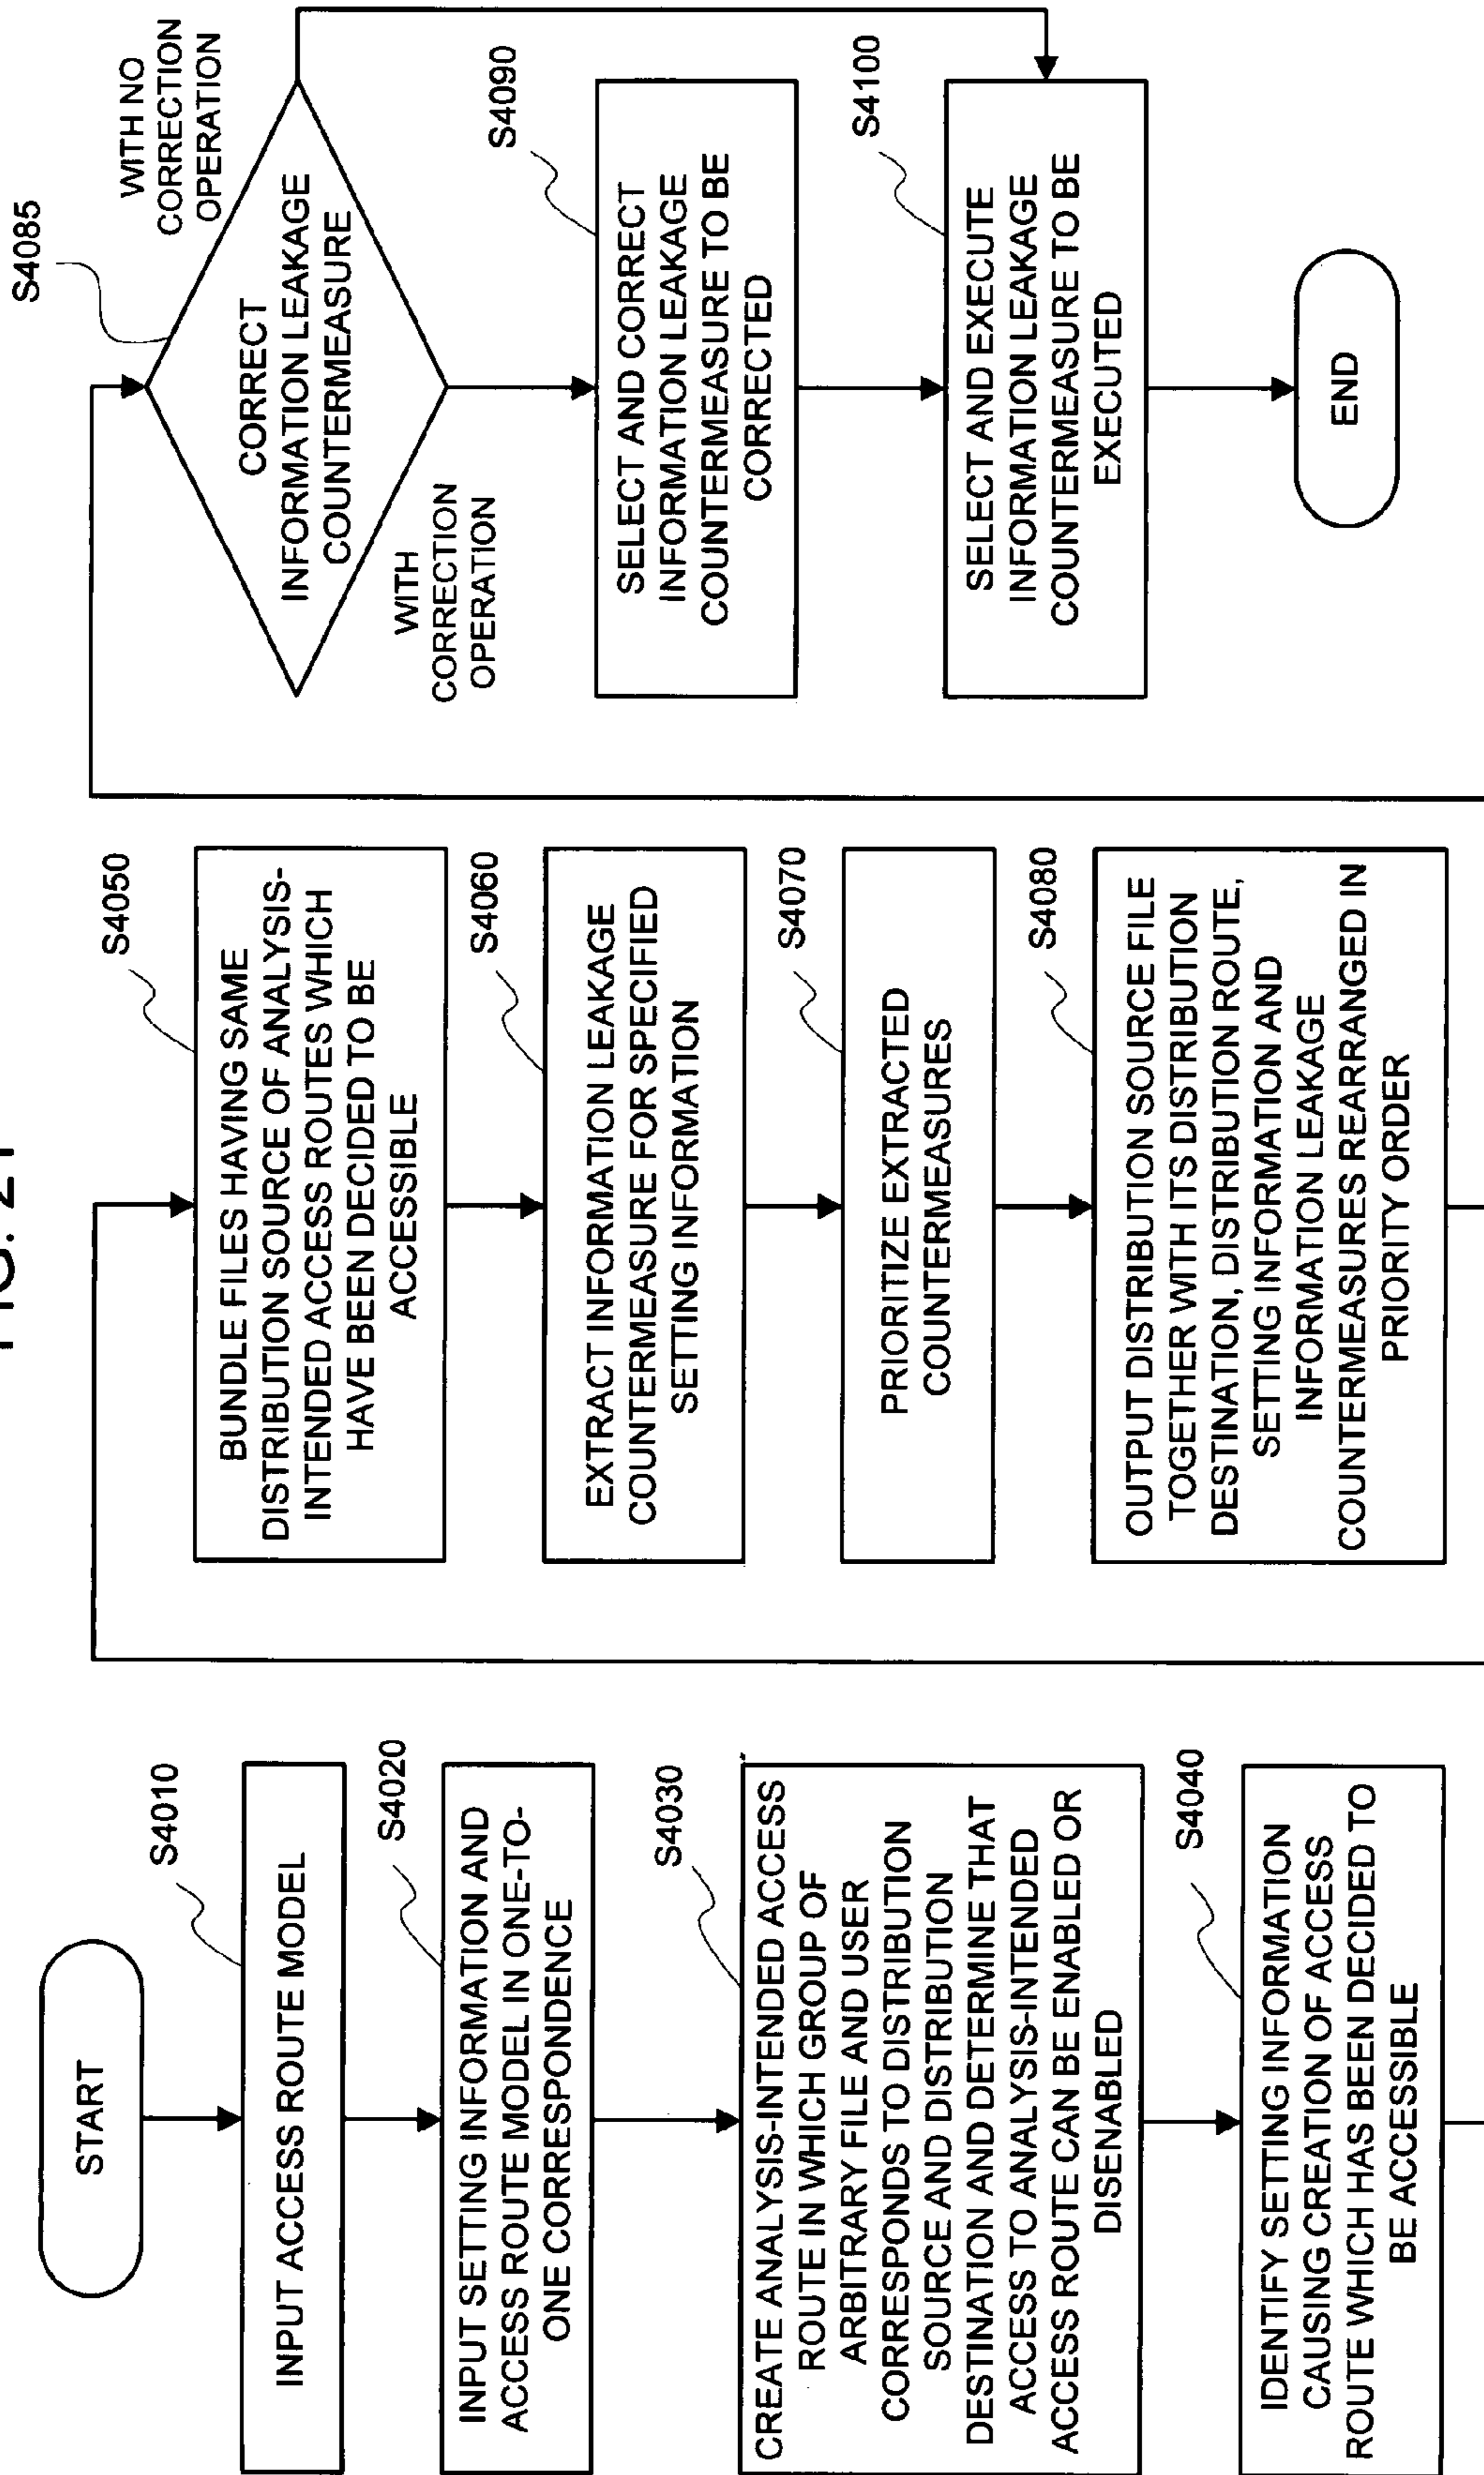 FIG. 21
START
S4010
INPUT ACCESS ROUTE MODEL
S4020
INPUT SETTING INFORMATION AND
ACCESS ROUTE MODEL IN ONE-TO-
ONE CORRESPONDENCE
S4030
CREATE ANALYSIS-INTENDED ACCESS
ROUTE IN WHICH GROUP OF
ARBITRARY FILE AND USER
CORRESPONDS TO DISTRIBUTION
SOURCE AND DISTRIBUTION
DESTINATION AND DETERMINE THAT
ACCESS TO ANALYSIS-INTENDED
ACCESS ROUTE CAN BE ENABLED OR
DISENABLED
S4040
IDENTIFY SETTING INFORMATION
CAUSING CREATION OF ACCESS
ROUTE WHICH HAS BEEN DECIDED TO
BE ACCESSIBLE
S4050
BUNDLE FILES HAVING SAME
DISTRIBUTION SOURCE OF ANALYSIS-
INTENDED ACCESS ROUTES WHICH
HAVE BEEN DECIDED TO BE
ACCESSIBLE
S4060
EXTRACT INFORMATION LEAKAGE
COUNTERMEASURE FOR SPECIFIED
SETTING INFORMATION
S4070
PRIORITIZE EXTRACTED
COUNTERMEASURES
S4080
OUTPUT DISTRIBUTION SOURCE FILE
TOGETHER WITH ITS DISTRIBUTION
DESTINATION, DISTRIBUTION ROUTE,
SETTING INFORMATION AND
INFORMATION LEAKAGE
COUNTERMEASURES REARRANGED IN
PRIORITY ORDER
S4085
CORRECT
INFORMATION LEAKAGE
COUNTERMEASURE
WITH NO
CORRECTION
OPERATION
WITH
CORRECTION
OPERATION
S4090
SELECT AND CORRECT
INFORMATION LEAKAGE
COUNTERMEASURE TO BE
CORRECTED
S4100
SELECT AND EXECUTE
INFORMATION LEAKAGE
COUNTERMEASURE TO BE
EXECUTED
END